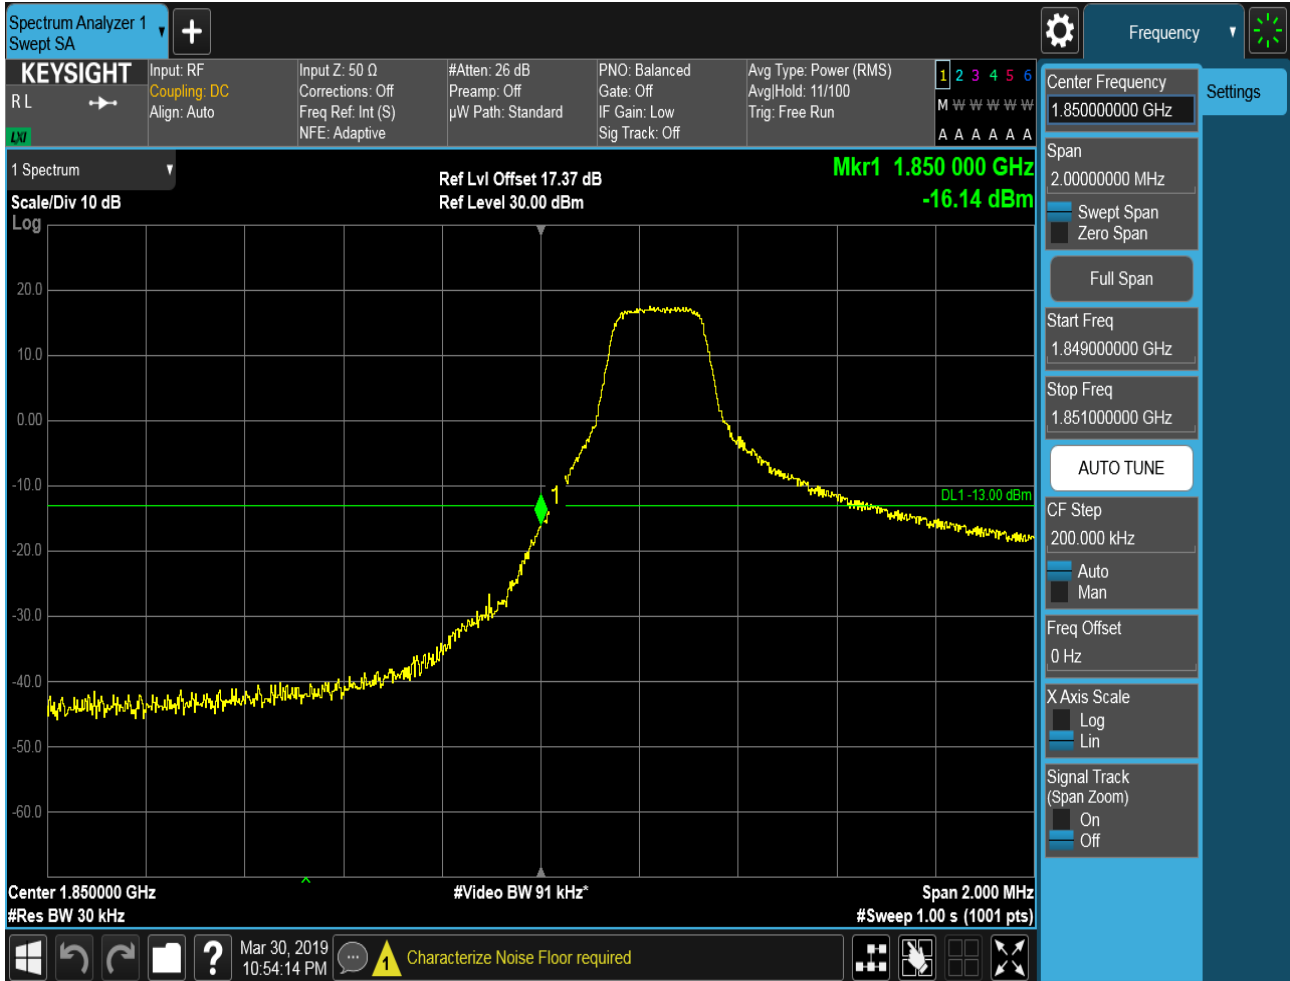 Spectrum Analyzer 1
Swept SA
+
Frequency
KEYSIGHT
R L
LXI
Input: RF
Coupling: DC
Align: Auto
Input Z: 50 Ω
Corrections: Off
Freq Ref: Int (S)
NFE: Adaptive
#Atten: 26 dB
Preamp: Off
µW Path: Standard
PNO: Balanced
Gate: Off
IF Gain: Low
Sig Track: Off
Avg Type: Power (RMS)
Avg|Hold: 11/100
Trig: Free Run
1 2 3 4 5 6
M W W W W W
A A A A A A
1 Spectrum
Scale/Div 10 dB
Log
Ref Lvl Offset 17.37 dB
Ref Level 30.00 dBm
Mkr1 1.850 000 GHz
-16.14 dBm
20.0
10.0
0.00
-10.0
-20.0
-30.0
-40.0
-50.0
-60.0
1
DL1 -13.00 dBm
Center 1.850000 GHz
#Res BW 30 kHz
#Video BW 91 kHz*
Span 2.000 MHz
#Sweep 1.00 s (1001 pts)
Center Frequency
1.850000000 GHz
Settings
Span
2.00000000 MHz
Swept Span
Zero Span
Full Span
Start Freq
1.849000000 GHz
Stop Freq
1.851000000 GHz
AUTO TUNE
CF Step
200.000 kHz
Auto
Man
Freq Offset
0 Hz
X Axis Scale
Log
Lin
Signal Track
(Span Zoom)
On
Off
?
Mar 30, 2019
10:54:14 PM
1
Characterize Noise Floor required